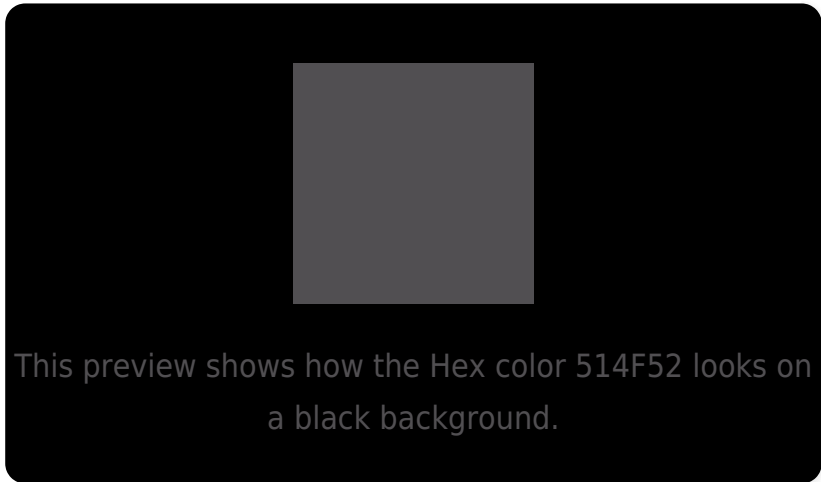 This preview shows how the Hex color 514F52 looks on
a black background.